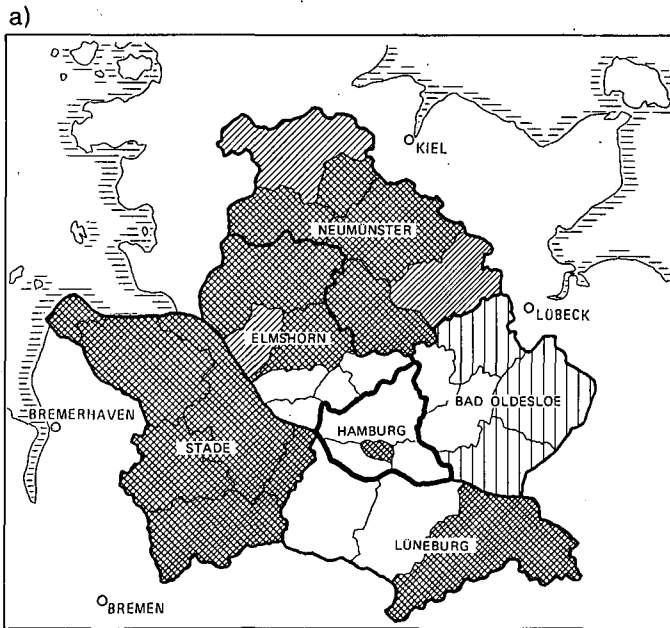 a)
KIEL
NEUMÜNSTER
LÜBECK
ELMSHORN
BAD OLDESLOE
BREMERHAVEN
HAMBURG
STADE
LÜNEBURG
BREMEN